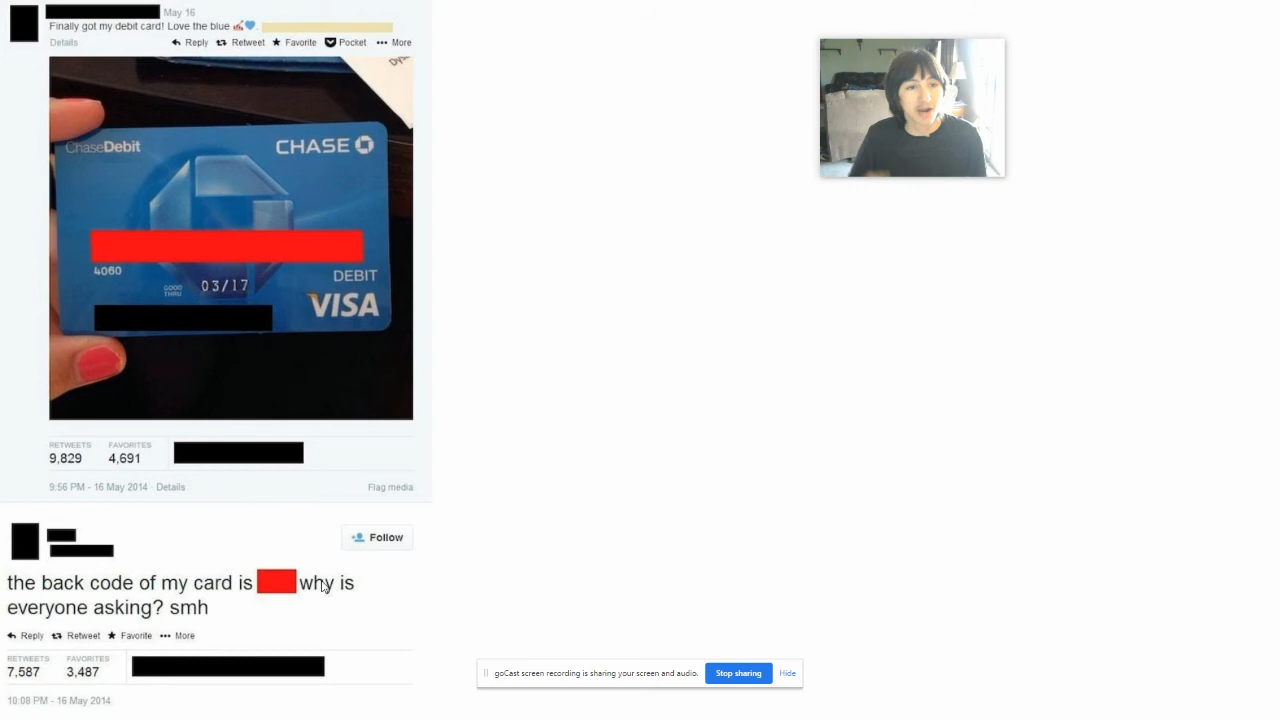 May 16
Finally got my debit card! Love the blue
Details
Reply Retweet Favorite Pocket More
ChaseDebit
CHASE
4060
DEBIT
GOOD THRU 03/17
VISA
RETWEETS FAVORITES
9,829 4,691
9:56 PM - 16 May 2014 · Details
Flag media
Follow
the back code of my card is why is
everyone asking? smh
Reply Retweet Favorite More
RETWEETS FAVORITES
7,587 3,487
10:08 PM - 16 May 2014
goCast screen recording is sharing your screen and audio. Stop sharing Hide